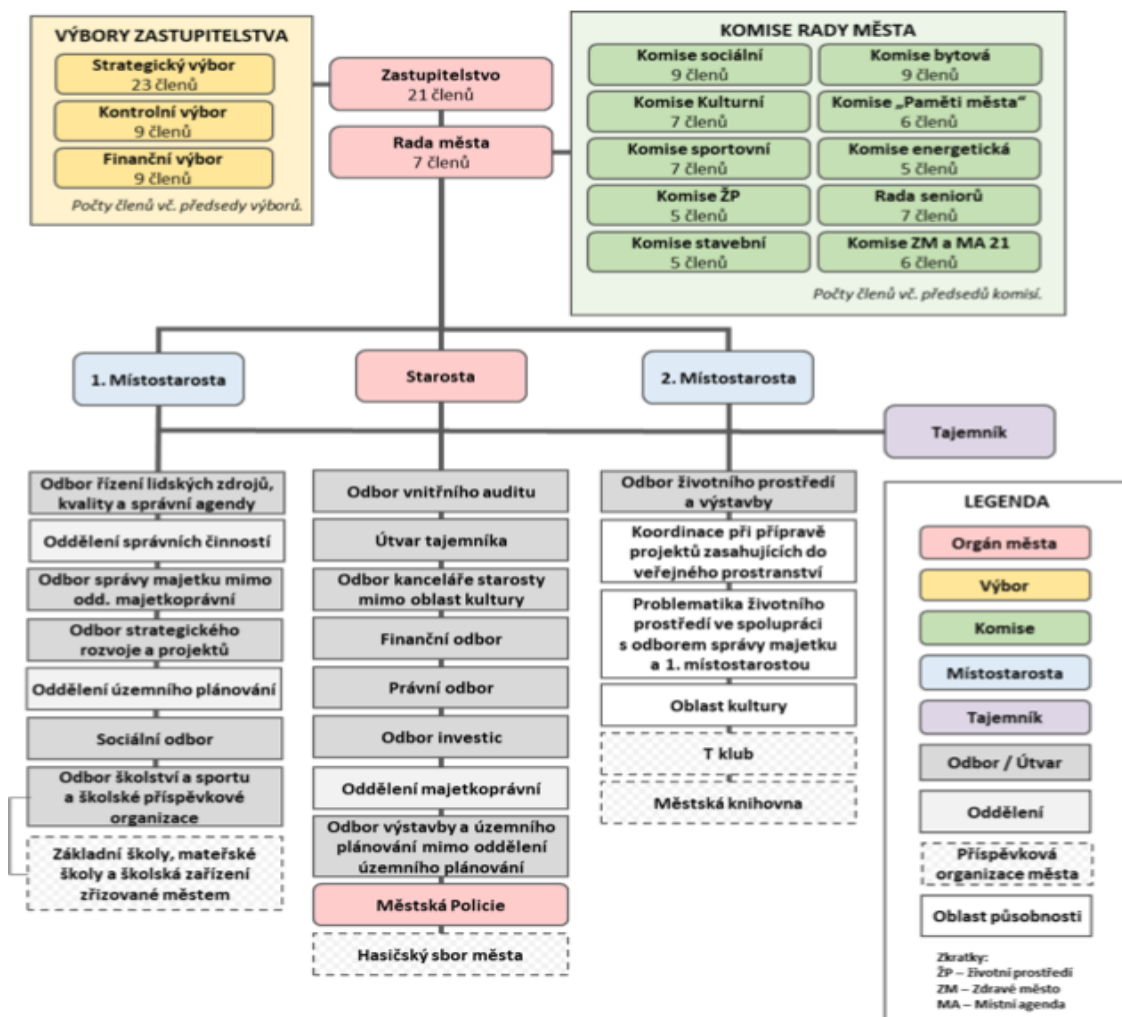 VÝBORY ZASTUPITELSTVA
Strategický výbor
23 členů
Kontrolní výbor
9 členů
Finanční výbor
9 členů
Počty členů vč. předsedy výborů.
Zastupitelstvo
21 členů
Rada města
7 členů
KOMISE RADY MĚSTA
Komise sociální
9 členů
Komise bytová
9 členů
Komise Kulturní
7 členů
Komise „Paměti města“
6 členů
Komise sportovní
7 členů
Komise energetická
5 členů
Komise ŽP
5 členů
Rada seniorů
7 členů
Komise stavební
5 členů
Komise ZM a MA 21
6 členů
Počty členů vč. předsedů komisí.
1. Místostarosta
Starosta
2. Místostarosta
Tajemník
Odbor řízení lidských zdrojů,
kvality a správní agendy
Oddělení správních činností
Odbor správy majetku mimo
odd. majetkoprávní
Odbor strategického
rozvoje a projektů
Oddělení územního plánování
Sociální odbor
Odbor školství a sportu
a školské příspěvkové
organizace
Základní školy, mateřské
školy a školská zařízení
zřizované městem
Odbor vnitřního auditu
Útvar tajemníka
Odbor kanceláře starosty
mimo oblast kultury
Finanční odbor
Právní odbor
Odbor investic
Oddělení majetkoprávní
Odbor výstavby a územního
plánování mimo oddělení
územního plánování
Městská Policie
Hasičský sbor města
Odbor životního prostředí
a výstavby
Koordinace při přípravě
projektů zasahujících do
veřejného prostranství
Problematika životního
prostředí ve spolupráci
s odborem správy majetku
a 1. místostarostou
Oblast kultury
T klub
Městská knihovna
LEGENDA
Orgán města
Výbor
Komise
Místostarosta
Tajemník
Odbor / Útvar
Oddělení
Příspěvková
organizace města
Oblast působnosti
Zkratky:
ŽP – životní prostředí
ZM – Zdravé město
MA – Místní agenda